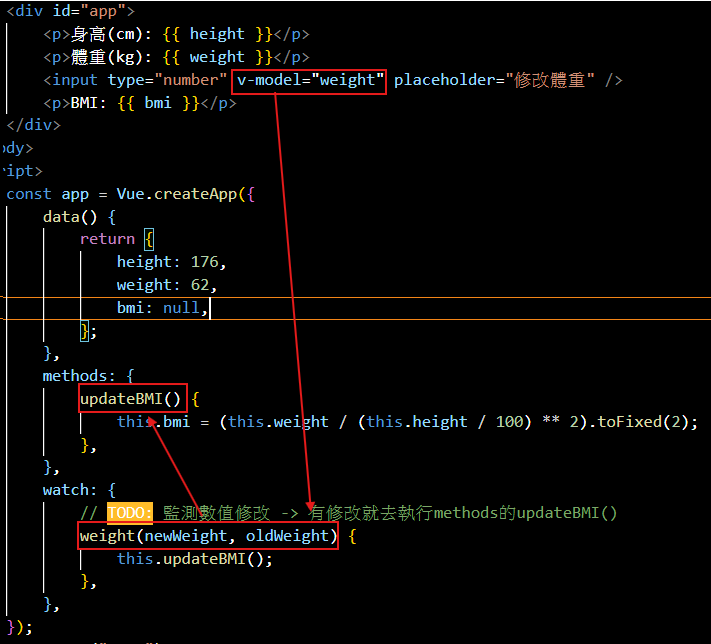 <div id="app">
<p>身高(cm): {{ height }}</p>
<p>體重(kg): {{ weight }}</p>
<input type="number" v-model="weight" placeholder="修改體重" />
<p>BMI: {{ bmi }}</p>
</div>
ody>
ript>
const app = Vue.createApp({
data() {
return {
height: 176,
weight: 62,
bmi: null,
};
},
methods: {
updateBMI() {
this.bmi = (this.weight / (this.height / 100) ** 2).toFixed(2);
},
},
watch: {
// TODO: 監測數值修改 -> 有修改就去執行methods的updateBMI()
weight(newWeight, oldWeight) {
this.updateBMI();
},
},
});